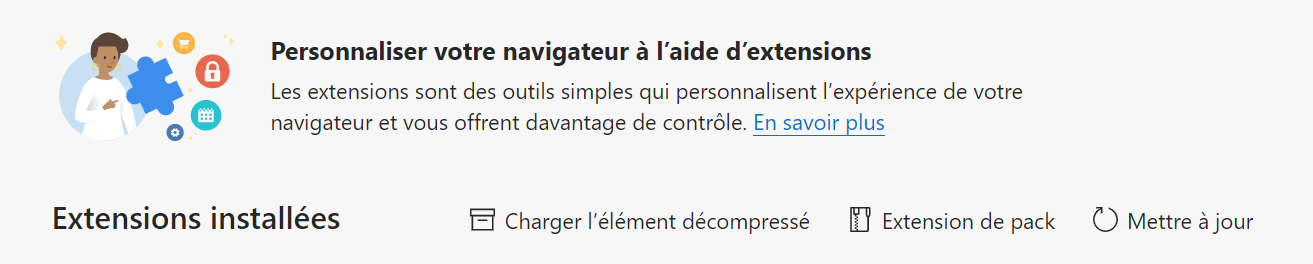 Personnaliser votre navigateur à l’aide d’extensions
Les extensions sont des outils simples qui personnalisent l’expérience de votre
navigateur et vous offrent davantage de contrôle. En savoir plus
Extensions installées
Charger l’élément décompressé
Extension de pack
Mettre à jour